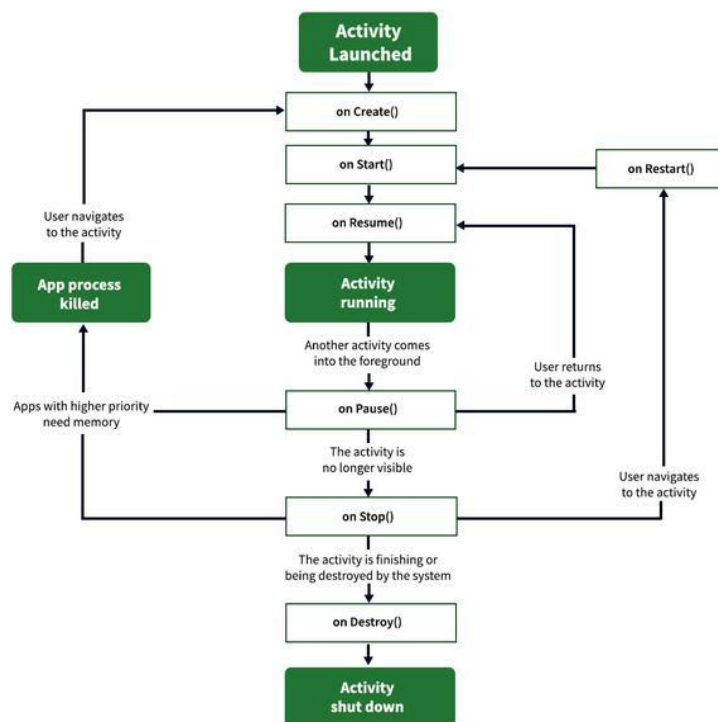 Activity
Launched
on Create()
on Start()
on Restart()
on Resume()
User navigates
to the activity
App process
killed
Activity
running
Another activity comes
into the foreground
User returns
to the activity
Apps with higher priority
need memory
on Pause()
The activity is
no longer visible
User navigates
to the activity
on Stop()
The activity is finishing or
being destroyed by the system
on Destroy()
Activity
shut down